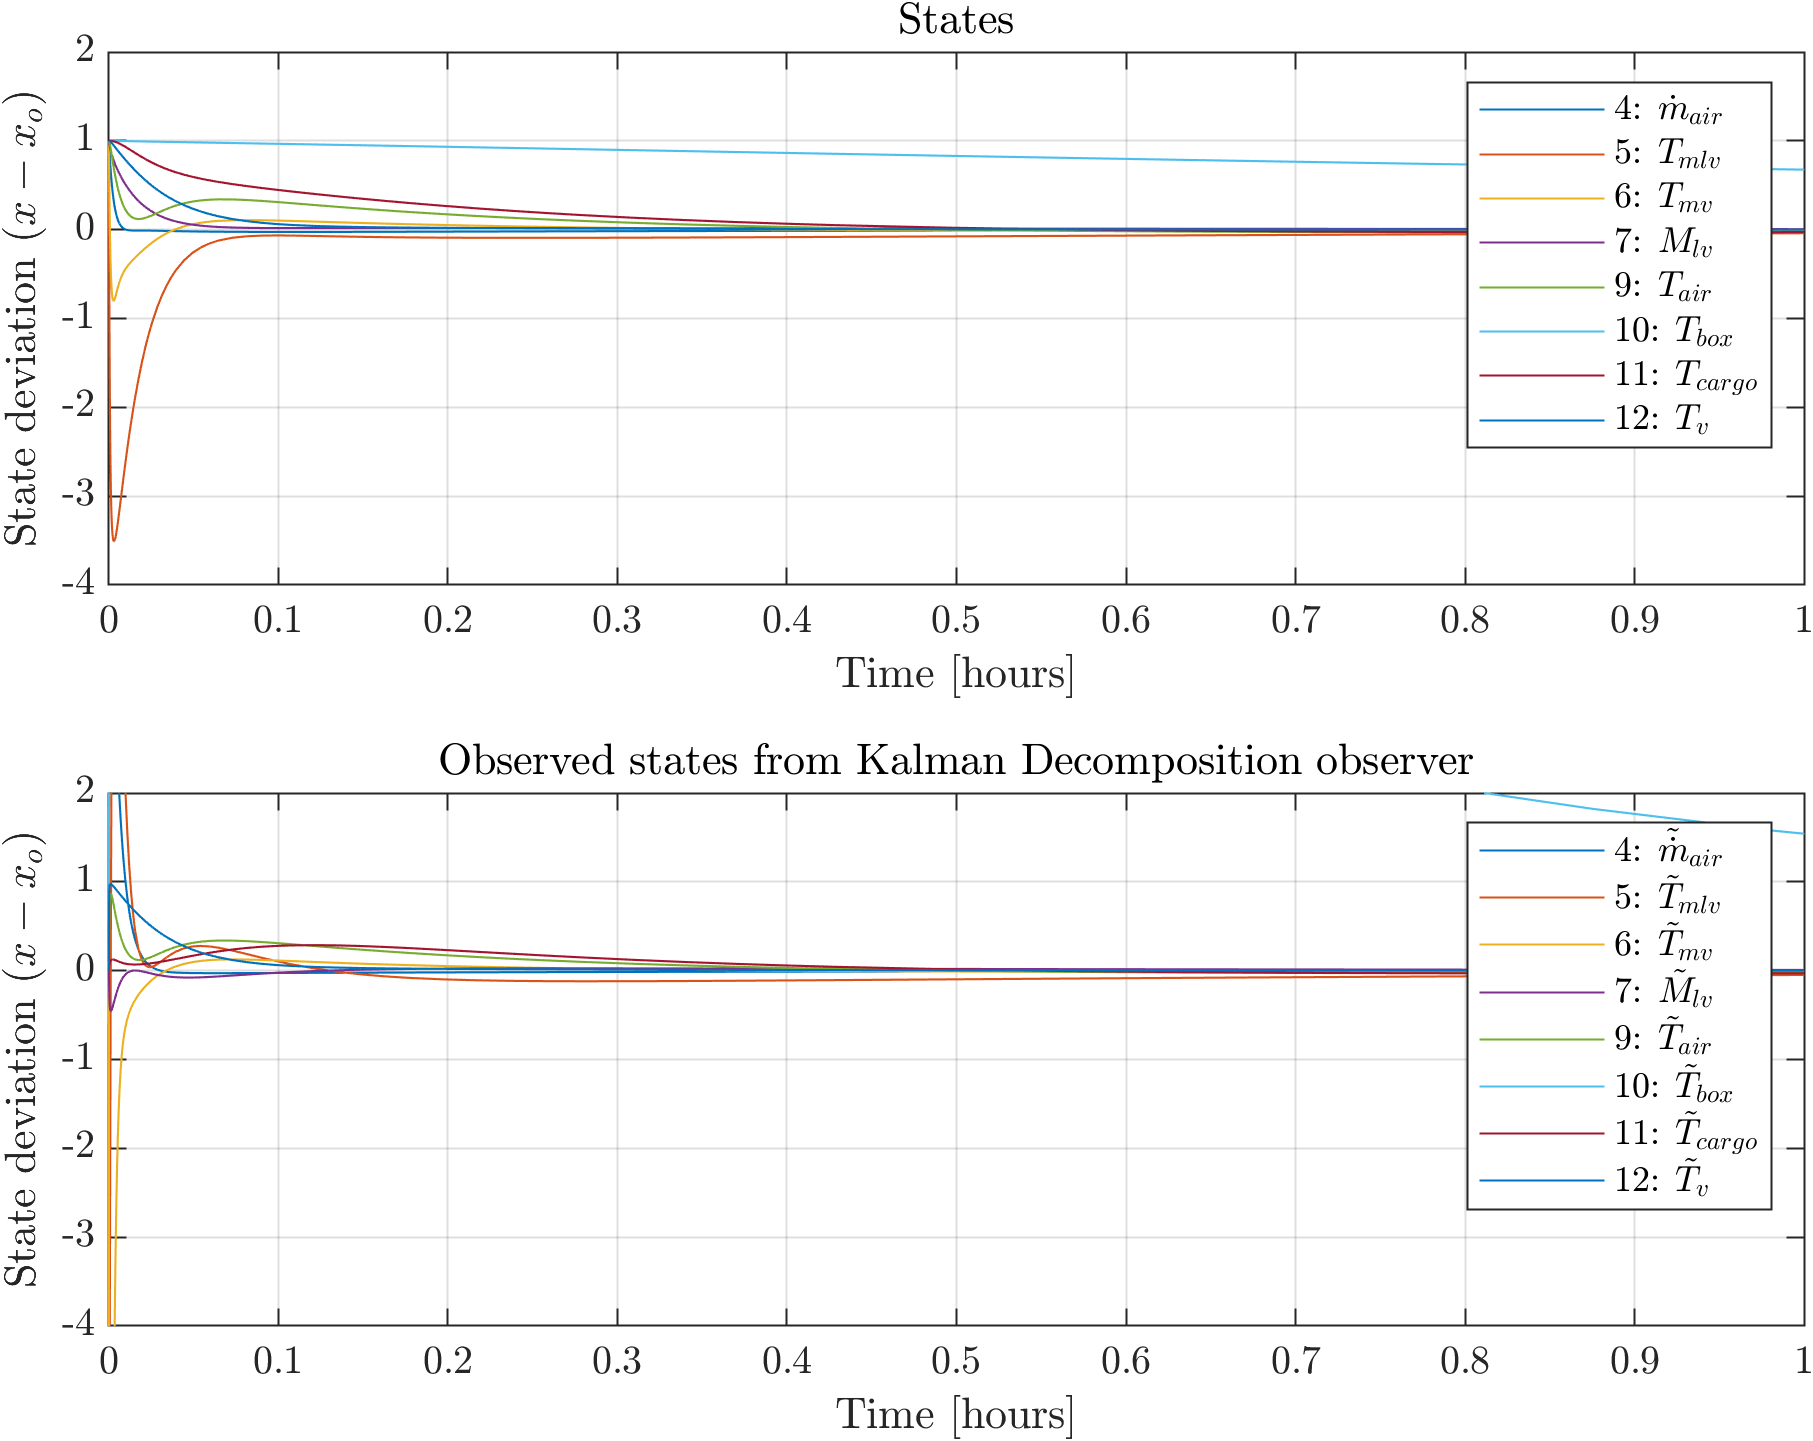 States
State deviation (x − x_o)
2
1
0
-1
-2
-3
-4
0 0.1 0.2 0.3 0.4 0.5 0.6 0.7 0.8 0.9 1
Time [hours]
4: ṁ_air
5: T_mlv
6: T_mv
7: M_lv
9: T_air
10: T_box
11: T_cargo
12: T_v
Observed states from Kalman Decomposition observer
State deviation (x − x_o)
2
1
0
-1
-2
-3
-4
0 0.1 0.2 0.3 0.4 0.5 0.6 0.7 0.8 0.9 1
Time [hours]
4: ṁ̃_air
5: T̃_mlv
6: T̃_mv
7: M̃_lv
9: T̃_air
10: T̃_box
11: T̃_cargo
12: T̃_v